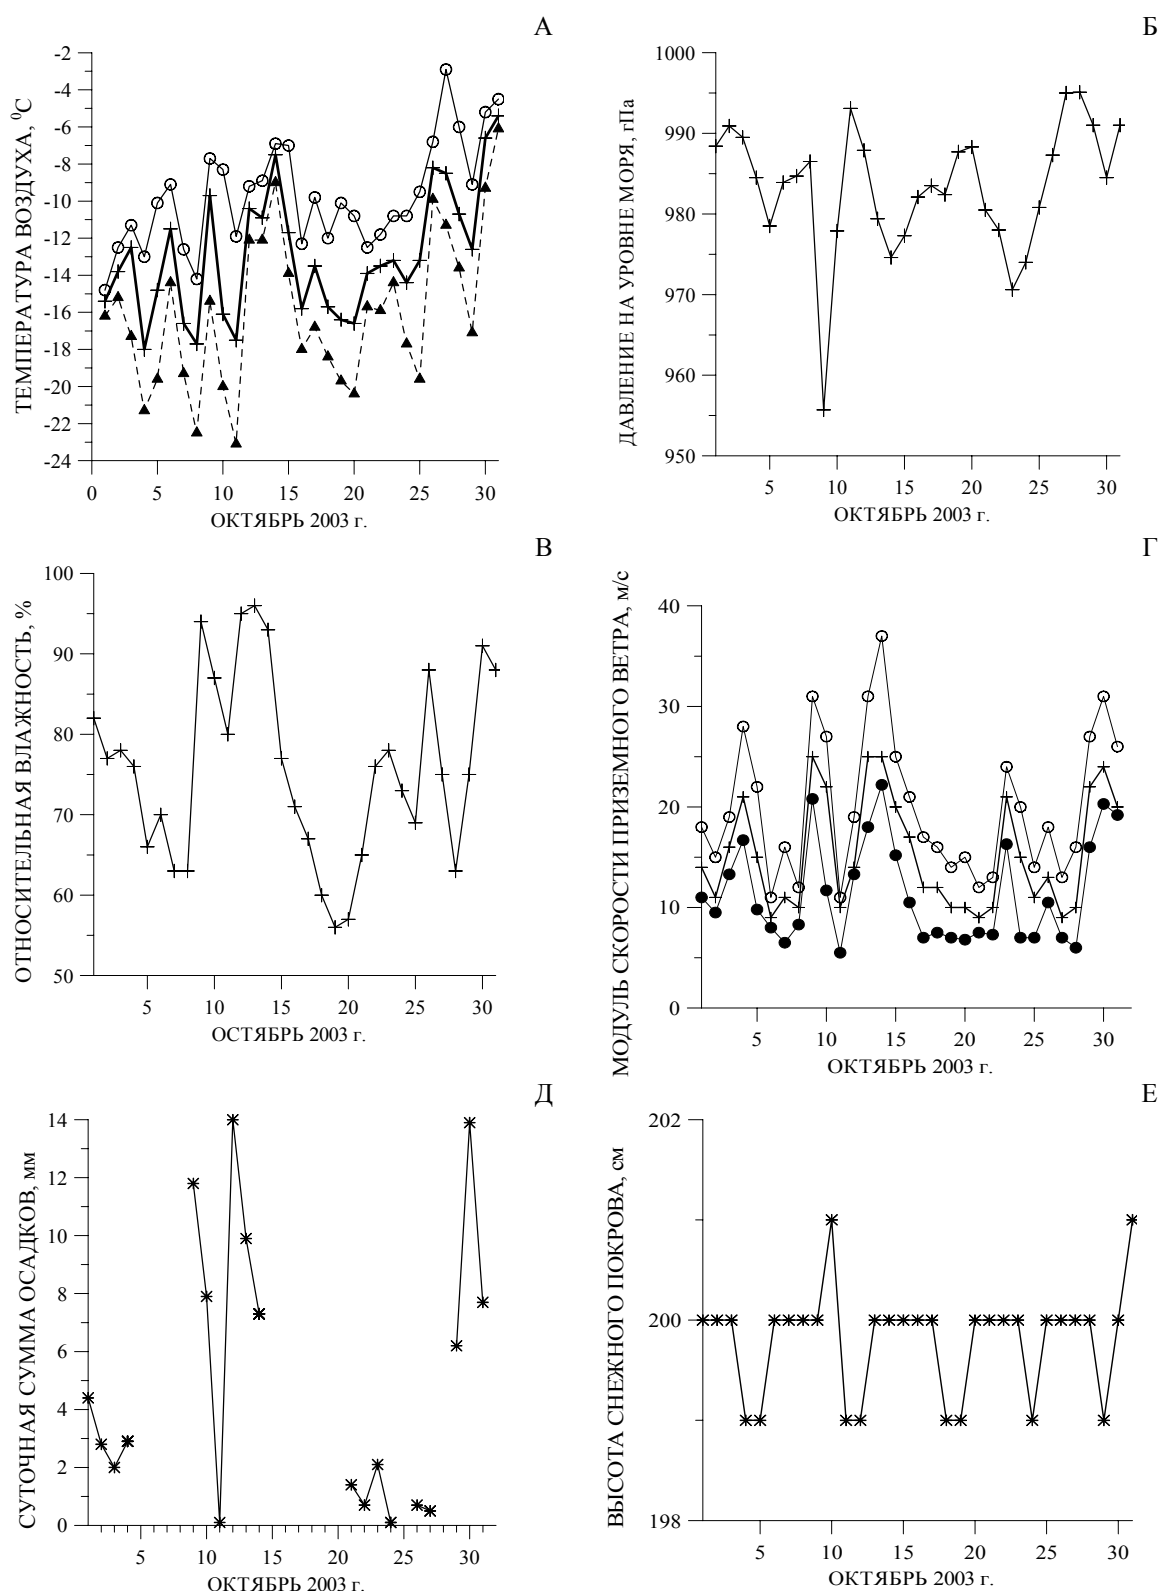 А
ТЕМПЕРАТУРА ВОЗДУХА, ⁰С
-2
-4
-6
-8
-10
-12
-14
-16
-18
-20
-22
-24
0 5 10 15 20 25 30
ОКТЯБРЬ 2003 г.
Б
ДАВЛЕНИЕ НА УРОВНЕ МОРЯ, гПа
1000
990
980
970
960
950
5 10 15 20 25 30
ОКТЯБРЬ 2003 г.
В
ОТНОСИТЕЛЬНАЯ ВЛАЖНОСТЬ, %
100
90
80
70
60
50
5 10 15 20 25 30
ОСТЯБРЬ 2003 г.
Г
МОДУЛЬ СКОРОСТИ ПРИЗЕМНОГО ВЕТРА, м/с
40
30
20
10
0
5 10 15 20 25 30
ОКТЯБРЬ 2003 г.
Д
СУТОЧНАЯ СУММА ОСАДКОВ, мм
14
12
10
8
6
4
2
0
5 10 15 20 25 30
ОКТЯБРЬ 2003 г.
Е
ВЫСОТА СНЕЖНОГО ПОКРОВА, см
202
201
200
199
198
5 10 15 20 25 30
ОКТЯБРЬ 2003 г.